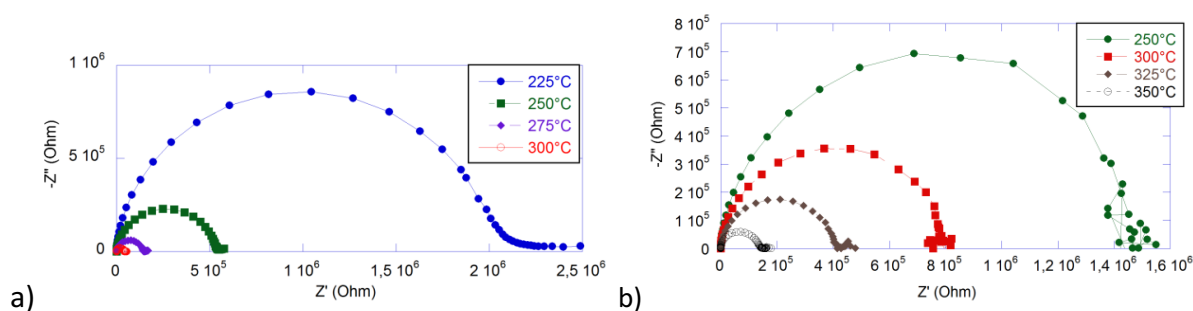 -Z" (Ohm)
1 10⁶
5 10⁵
0
0
5 10⁵
1 10⁶
1,5 10⁶
2 10⁶
2,5 10⁶
Z' (Ohm)
225°C
250°C
275°C
300°C
a)
-Z" (Ohm)
8 10⁵
7 10⁵
6 10⁵
5 10⁵
4 10⁵
3 10⁵
2 10⁵
1 10⁵
0
0
2 10⁵
4 10⁵
6 10⁵
8 10⁵
1 10⁶
1,2 10⁶
1,4 10⁶
1,6 10⁶
Z' (Ohm)
250°C
300°C
325°C
350°C
b)